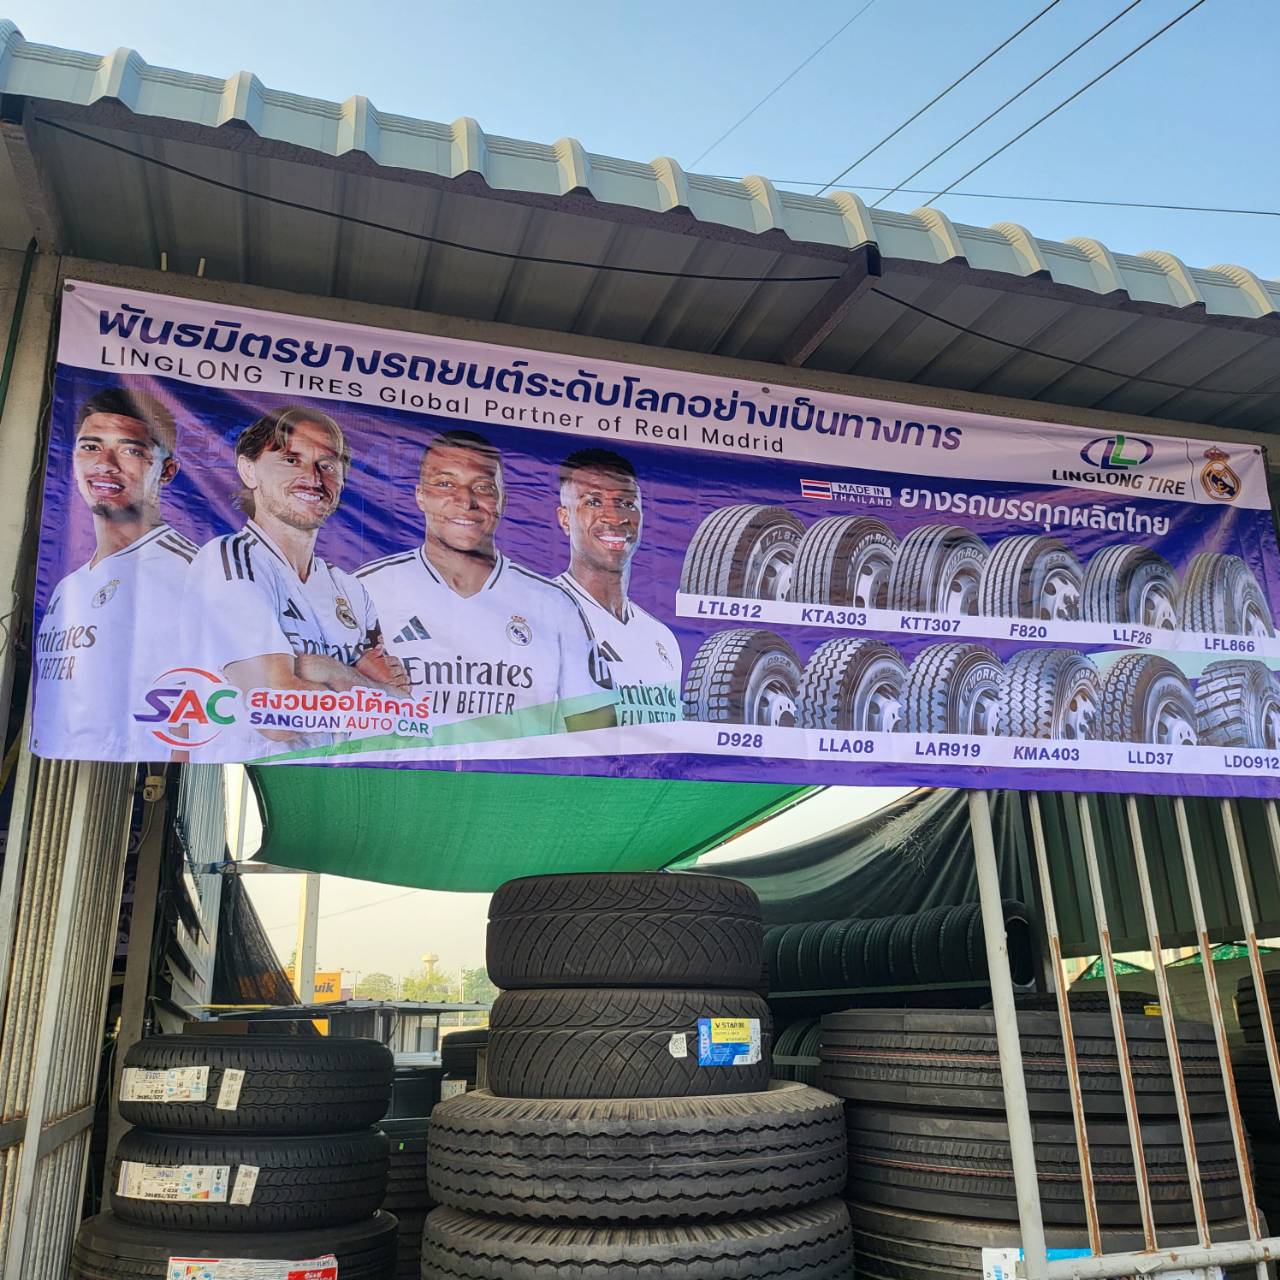 พันธมิตรยางรถยนต์ระดับโลกอย่างเป็นทางการ
LINGLONG TIRES Global Partner of Real Madrid
LINGLONG TIRE
MADE IN
THAILAND
ยางรถบรรทุกผลิตไทย
LTL812
KTA303
KTT307
F820
LLF26
LFL866
D928
LLA08
LAR919
KMA403
LLD37
LDO912
Emirates
FLY BETTER
SAC
สงวนออโต้คาร์
SANGUAN AUTO CAR